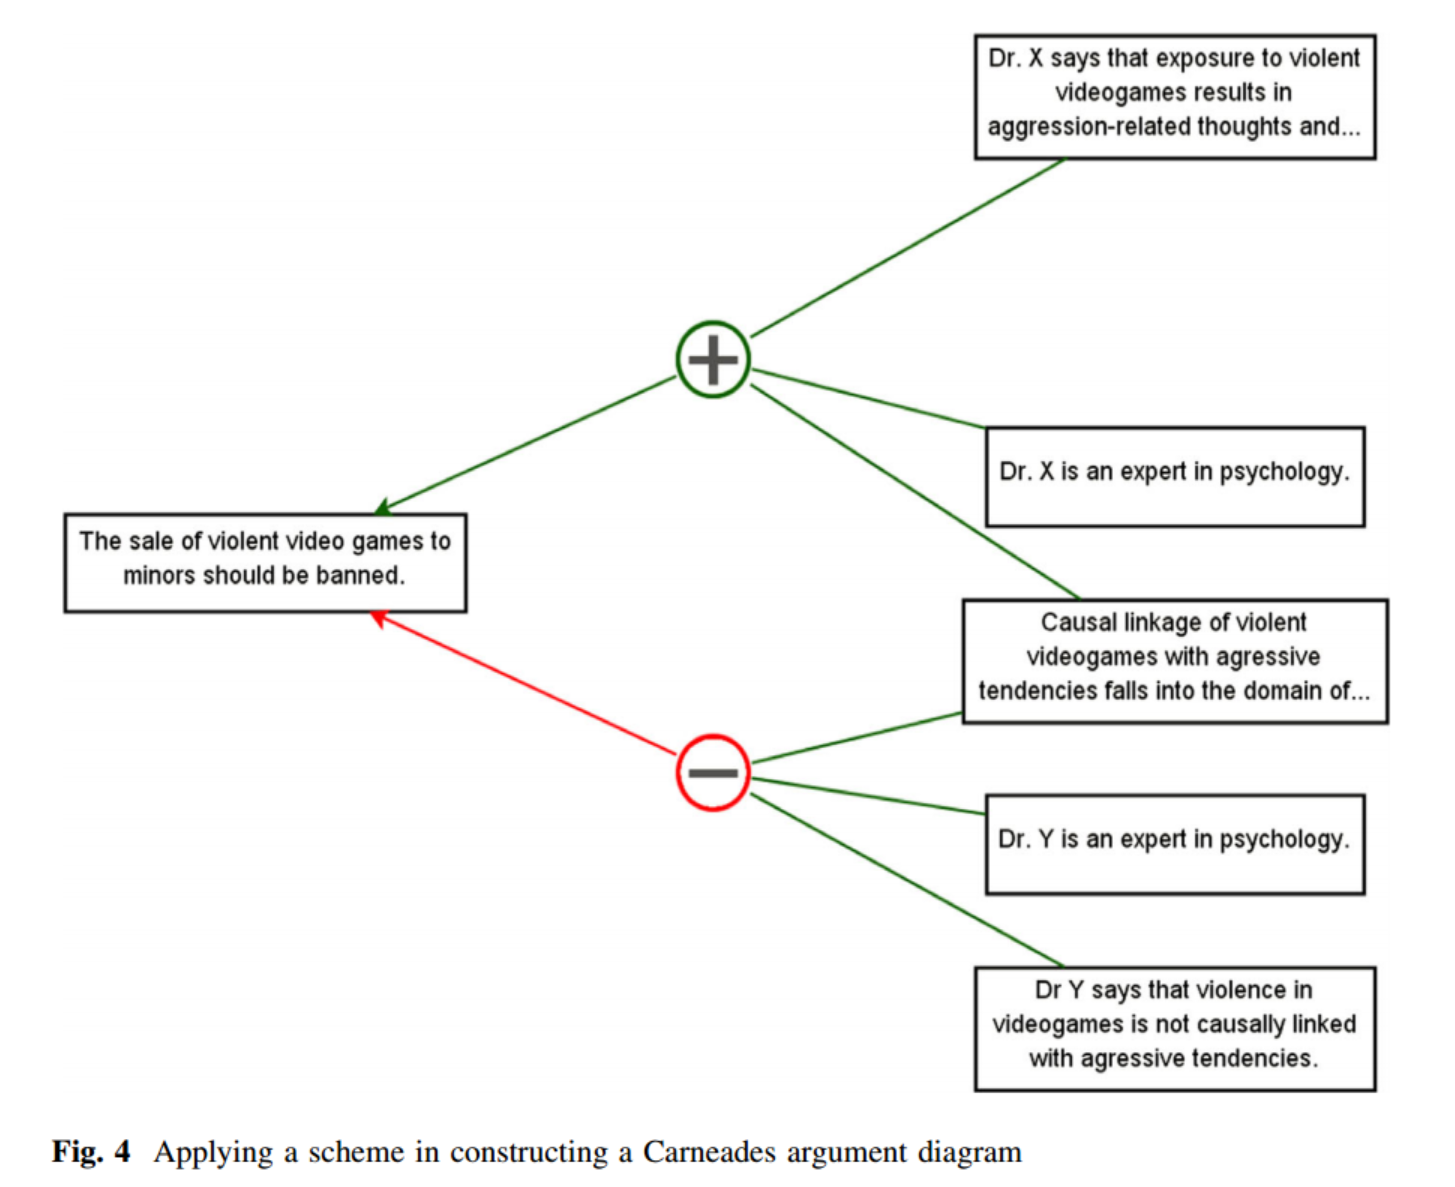 Dr. X says that exposure to violent
videogames results in
aggression-related thoughts and...
Dr. X is an expert in psychology.
The sale of violent video games to
minors should be banned.
Causal linkage of violent
videogames with agressive
tendencies falls into the domain of...
Dr. Y is an expert in psychology.
Dr Y says that violence in
videogames is not causally linked
with agressive tendencies.
Fig. 4 Applying a scheme in constructing a Carneades argument diagram